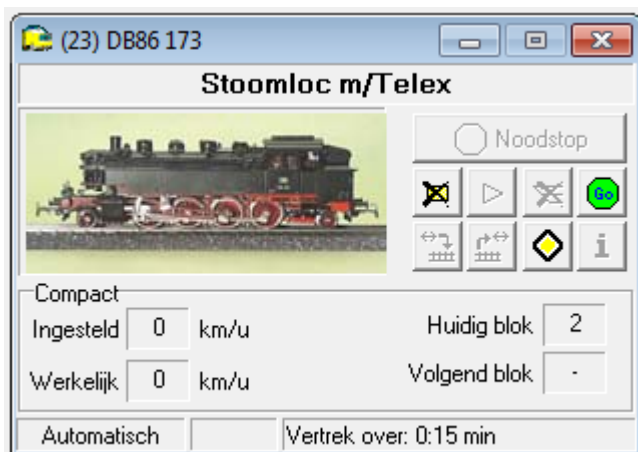 (23) DB86 173
Stoomloc m/Telex
Noodstop
Go
i
Compact
Ingesteld 0 km/u
Huidig blok 2
Werkelijk 0 km/u
Volgend blok -
Automatisch
Vertrek over: 0:15 min